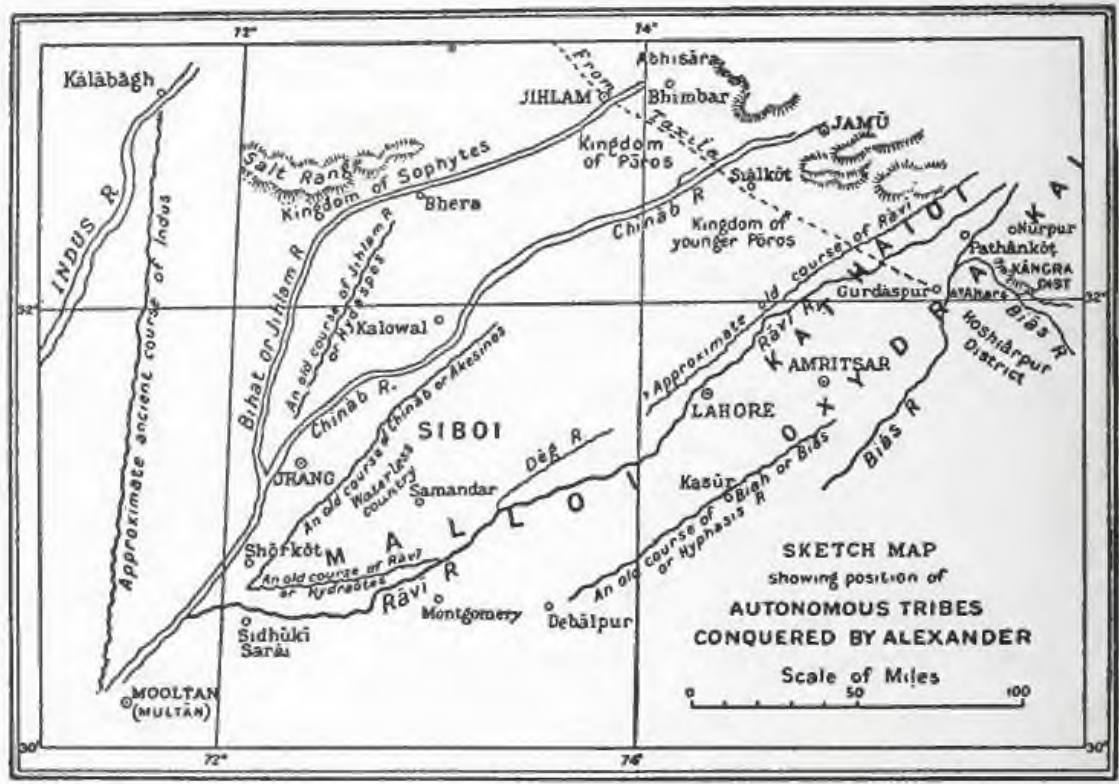 72°
74°
Kālābāgh
From
Abhisāra
JIHLAM
Bhimbar
Taxila
JAMŪ
Salt Rang
Kingdom of Sophytes
Kingdom
of Pōros
Siālkōt
Bhera
Chināb R
INDUS R
Kingdom of
younger Pōros
Nūrpur
Pathānkōt
KĀNGRA
DIST
Approximate old course of Rāvi
KATHAIOI
Gurdāspur
32°
Rāvi R.
Biās R
Hoshiārpur
District
An old course of Jihlam R
or Hydaspes
Bihat or Jihlam R
Kalowal
AMRITSAR
LAHORE
OXYDRAKAI
Biās R
Chināb R.
An old course of Chināb or Akesines
SIBOI
Waterless
country
JHANG
Dēg R
Samandar
Kasūr
An old course of Biah or Biās
or Hyphasis R
MALLOI
Approximate ancient course of Indus
Shōrkōt
An old course of Rāvi
or Hydraōtes
Rāvi R
Montgomery
Debālpur
Sidhūkī
Sarāi
MOOLTAN
(MULTĀN)
SKETCH MAP
showing position of
AUTONOMOUS TRIBES
CONQUERED BY ALEXANDER
Scale of Miles
0 50 100
30° 30°
72° 74°